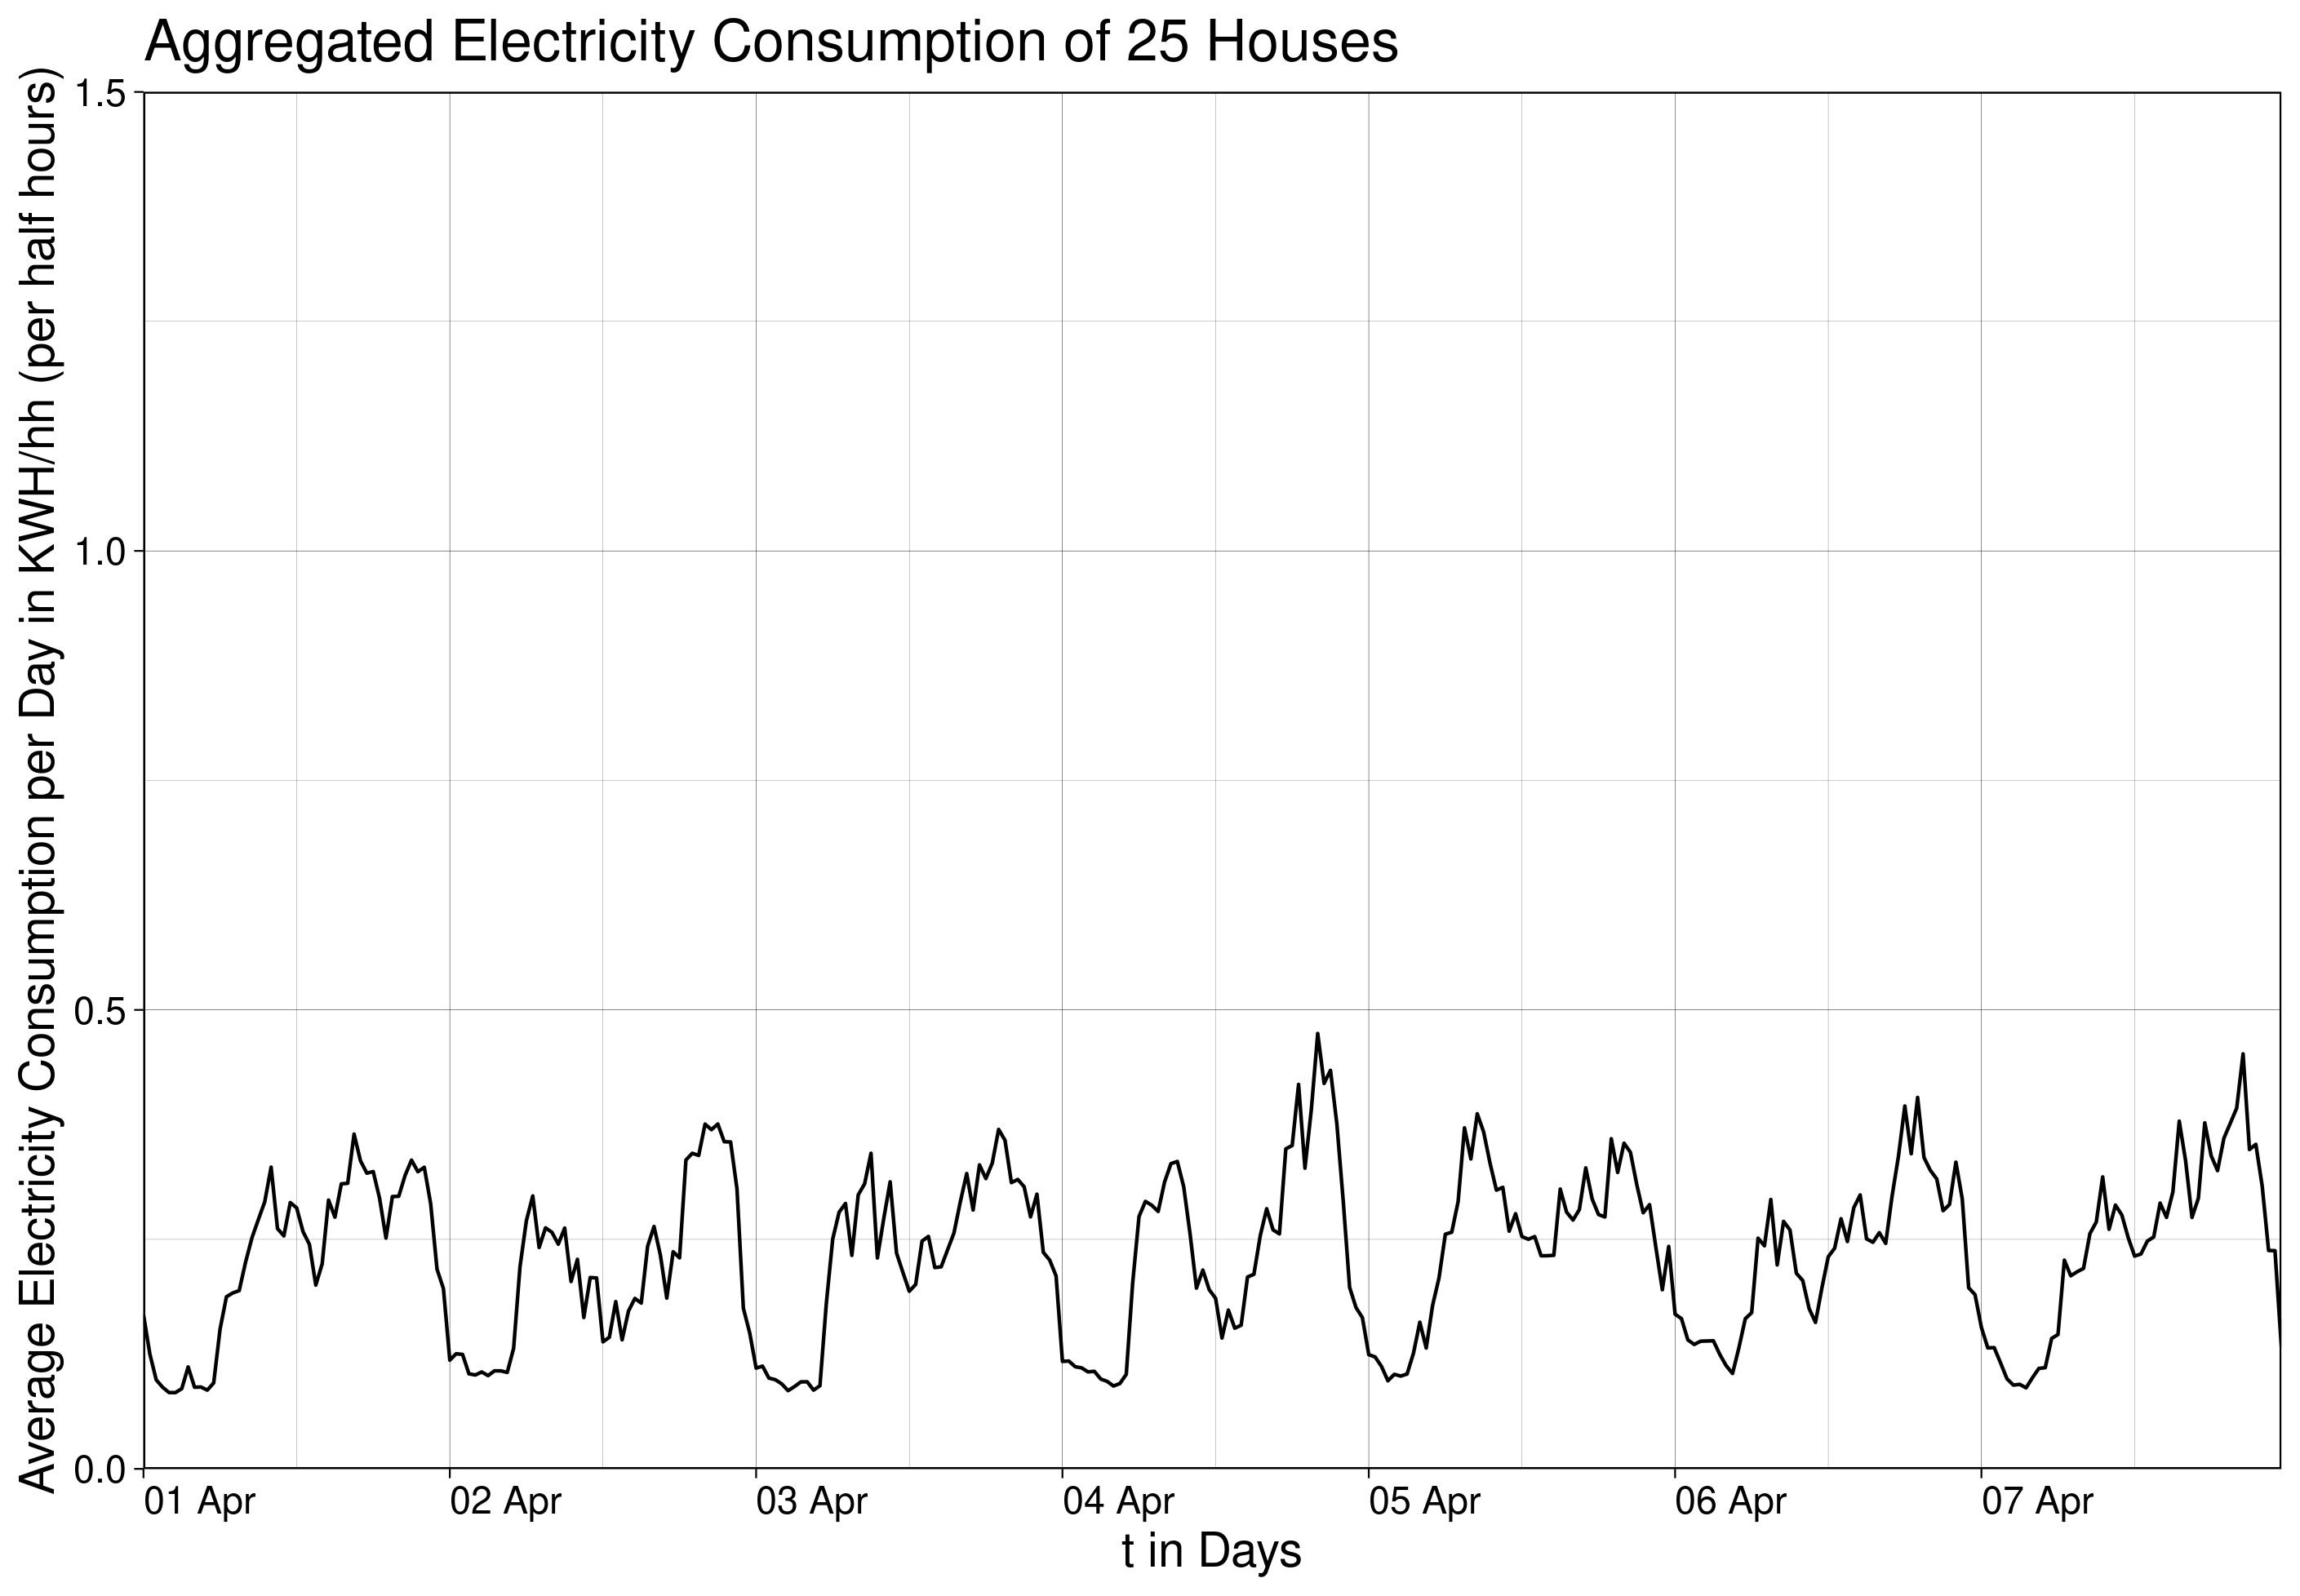 Aggregated Electricity Consumption of 25 Houses
Average Electricity Consumption per Day in KWH/hh (per half hours)
1.5
1.0
0.5
0.0
01 Apr
02 Apr
03 Apr
04 Apr
05 Apr
06 Apr
07 Apr
t in Days